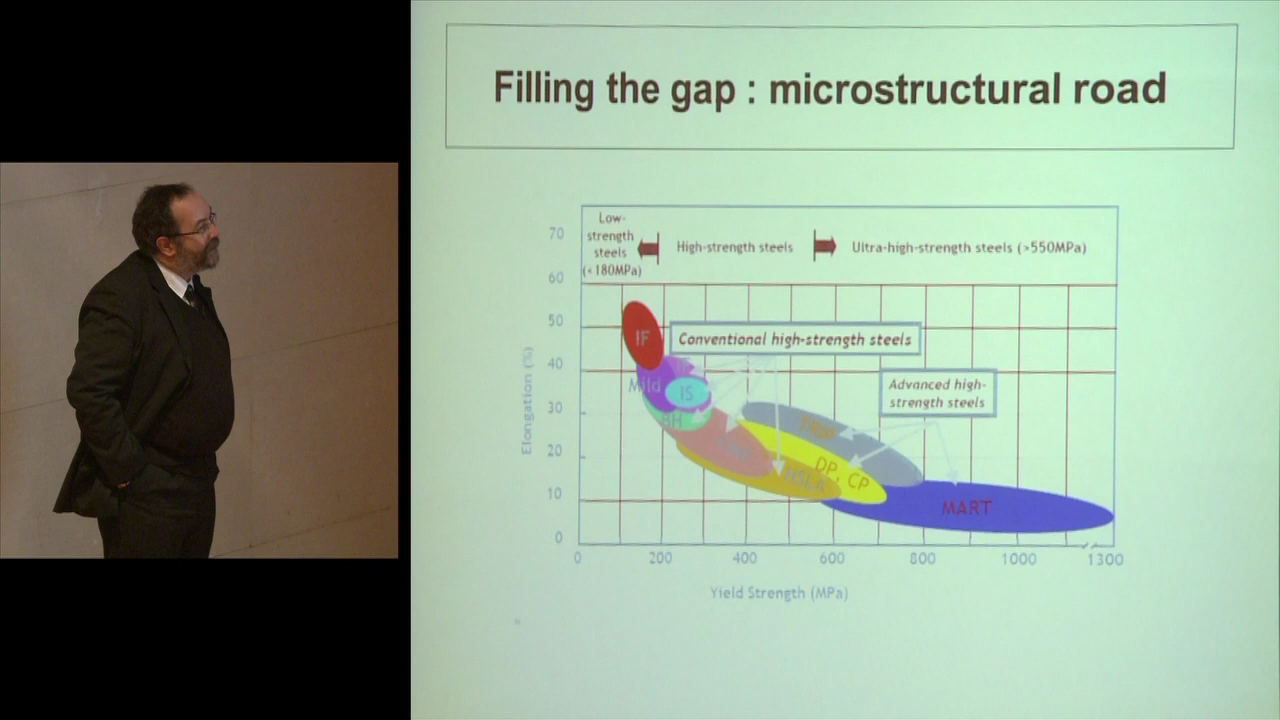 Filling the gap : microstructural road
Low-
strength
steels
(<180MPa)
High-strength steels
Ultra-high-strength steels (>550MPa)
70
60
50
40
30
20
10
0
Elongation (%)
IF
Conventional high-strength steels
Mild
IS
BH
Advanced high-
strength steels
TRIP
DP, CP
HSLA
MART
0
200
400
600
800
1000
1300
Yield Strength (MPa)